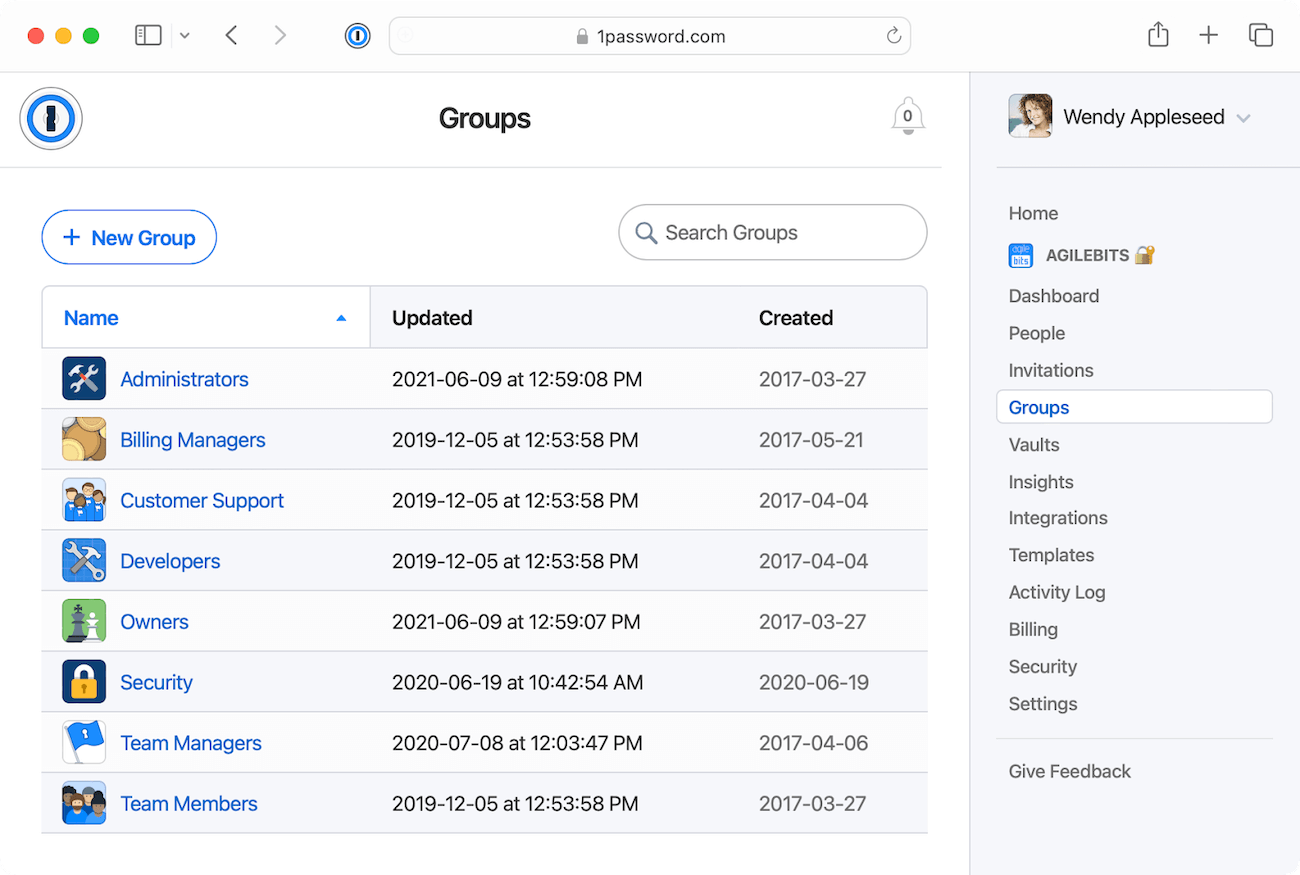 1password.com
Groups
0
Wendy Appleseed
+ New Group
Search Groups
Name Updated Created
Administrators 2021-06-09 at 12:59:08 PM 2017-03-27
Billing Managers 2019-12-05 at 12:53:58 PM 2017-05-21
Customer Support 2019-12-05 at 12:53:58 PM 2017-04-04
Developers 2019-12-05 at 12:53:58 PM 2017-04-04
Owners 2021-06-09 at 12:59:07 PM 2017-03-27
Security 2020-06-19 at 10:42:54 AM 2020-06-19
Team Managers 2020-07-08 at 12:03:47 PM 2017-04-06
Team Members 2019-12-05 at 12:53:58 PM 2017-03-27
Home
agile
bits
AGILEBITS
Dashboard
People
Invitations
Groups
Vaults
Insights
Integrations
Templates
Activity Log
Billing
Security
Settings
Give Feedback